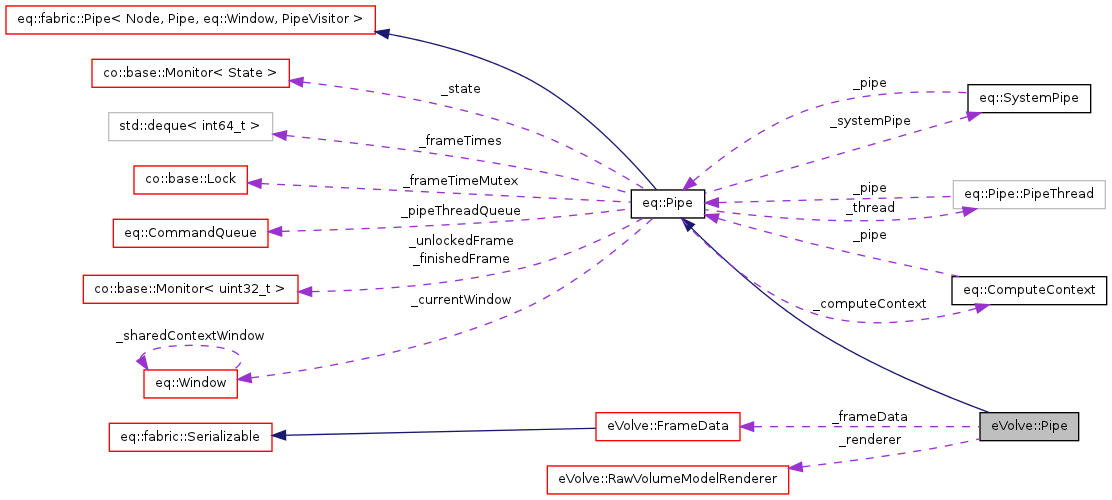 eq::fabric::Pipe< Node, Pipe, eq::Window, PipeVisitor >
co::base::Monitor< State >
_state
_pipe
eq::SystemPipe
std::deque< int64_t >
_frameTimes
_systemPipe
co::base::Lock
_frameTimeMutex
eq::Pipe
_pipe
eq::Pipe::PipeThread
_thread
eq::CommandQueue
_pipeThreadQueue
_pipe
_unlockedFrame
_finishedFrame
co::base::Monitor< uint32_t >
eq::ComputeContext
_currentWindow
_computeContext
_sharedContextWindow
eq::Window
_frameData
eq::fabric::Serializable
eVolve::FrameData
eVolve::Pipe
_renderer
eVolve::RawVolumeModelRenderer